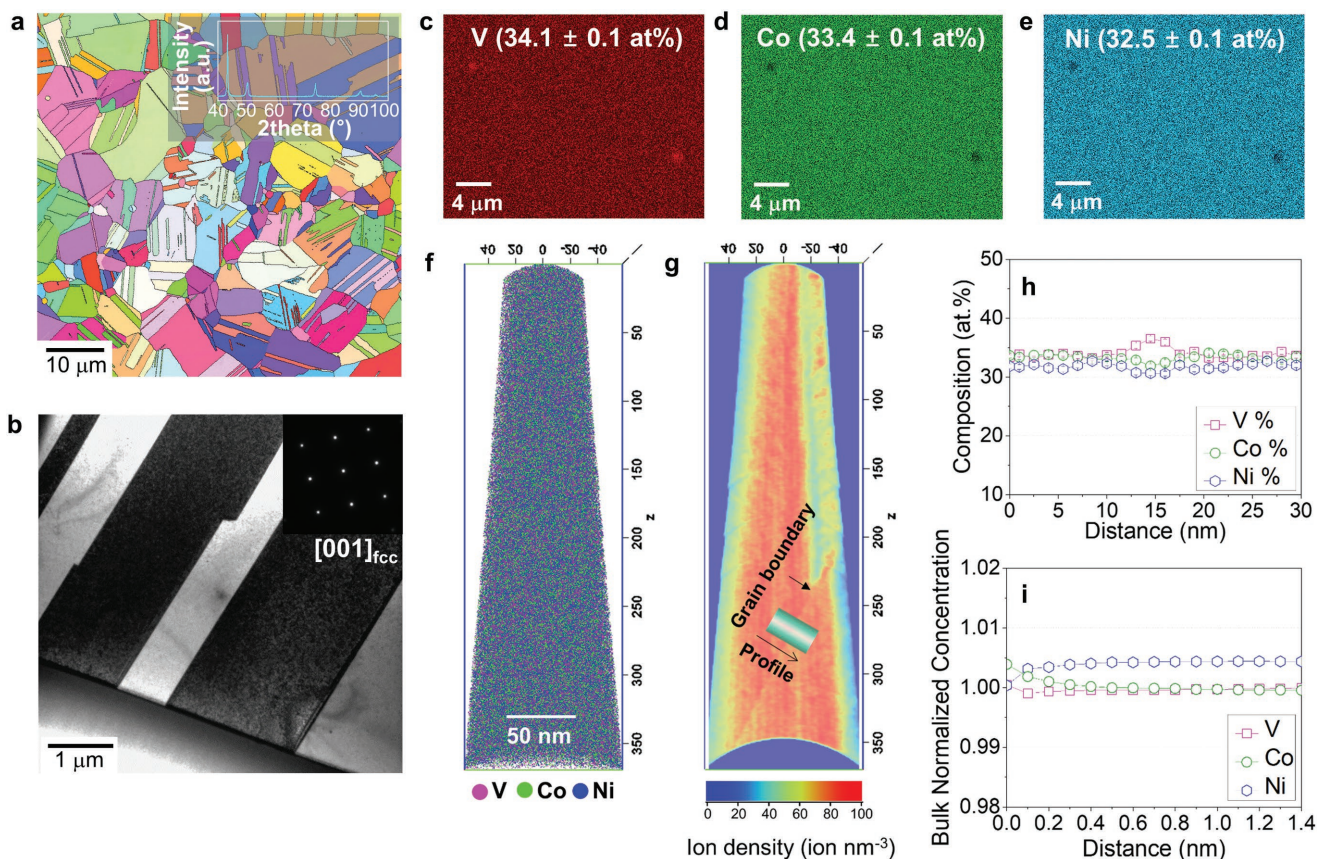 a
Intensity
(a.u.)
40 50 60 70 80 90 100
2theta (°)
10 μm
b
[001]fcc
1 μm
c
V (34.1 ± 0.1 at%)
4 μm
d
Co (33.4 ± 0.1 at%)
4 μm
e
Ni (32.5 ± 0.1 at%)
4 μm
f
40 20 0 -20 -40
50
100
150
z
200
250
300
350
50 nm
V Co Ni
g
40 20 0 -20 -40
50
100
150
z
200
250
300
350
Grain boundary
Profile
0 20 40 60 80 100
Ion density (ion nm-3)
h
Composition (at.%)
50
40
30
20
10
V %
Co %
Ni %
0 5 10 15 20 25 30
Distance (nm)
i
Bulk Normalized Concentration
1.02
1.01
1.00
0.99
0.98
V
Co
Ni
0.0 0.2 0.4 0.6 0.8 1.0 1.2 1.4
Distance (nm)